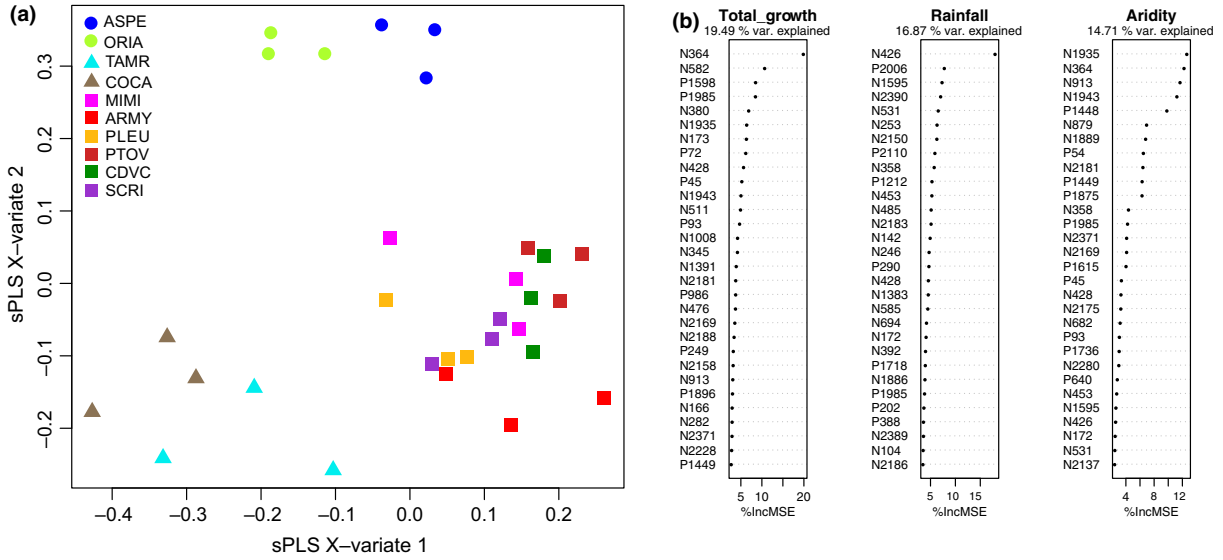 (a)
ASPE
ORIA
TAMR
COCA
MIMI
ARMY
PLEU
PTOV
CDVC
SCRI
sPLS X–variate 2
0.3
0.2
0.1
0.0
−0.1
−0.2
−0.4 −0.3 −0.2 −0.1 0.0 0.1 0.2
sPLS X–variate 1
(b)
Total_growth
19.49 % var. explained
N364
N582
P1598
P1985
N380
N1935
N173
P72
N428
P45
N1943
N511
P93
N1008
N345
N1391
N2181
P986
N476
N2169
N2188
P249
N2158
N913
P1896
N166
N282
N2371
N2228
P1449
5 10 20
%IncMSE
Rainfall
16.87 % var. explained
N426
P2006
N1595
N2390
N531
N253
N2150
P2110
N358
P1212
N453
N485
N2183
N142
N246
P290
N428
N1383
N585
N694
N172
N392
P1718
N1886
P1985
P202
P388
N2389
N104
N2186
5 10 15
%IncMSE
Aridity
14.71 % var. explained
N1935
N364
N913
N1943
P1448
N879
N1889
P54
N2181
P1449
P1875
N358
P1985
N2371
N2169
P1615
P45
N428
N2175
N682
P93
P1736
N2280
P640
N453
N1595
N426
N172
N531
N2137
4 8 12
%IncMSE